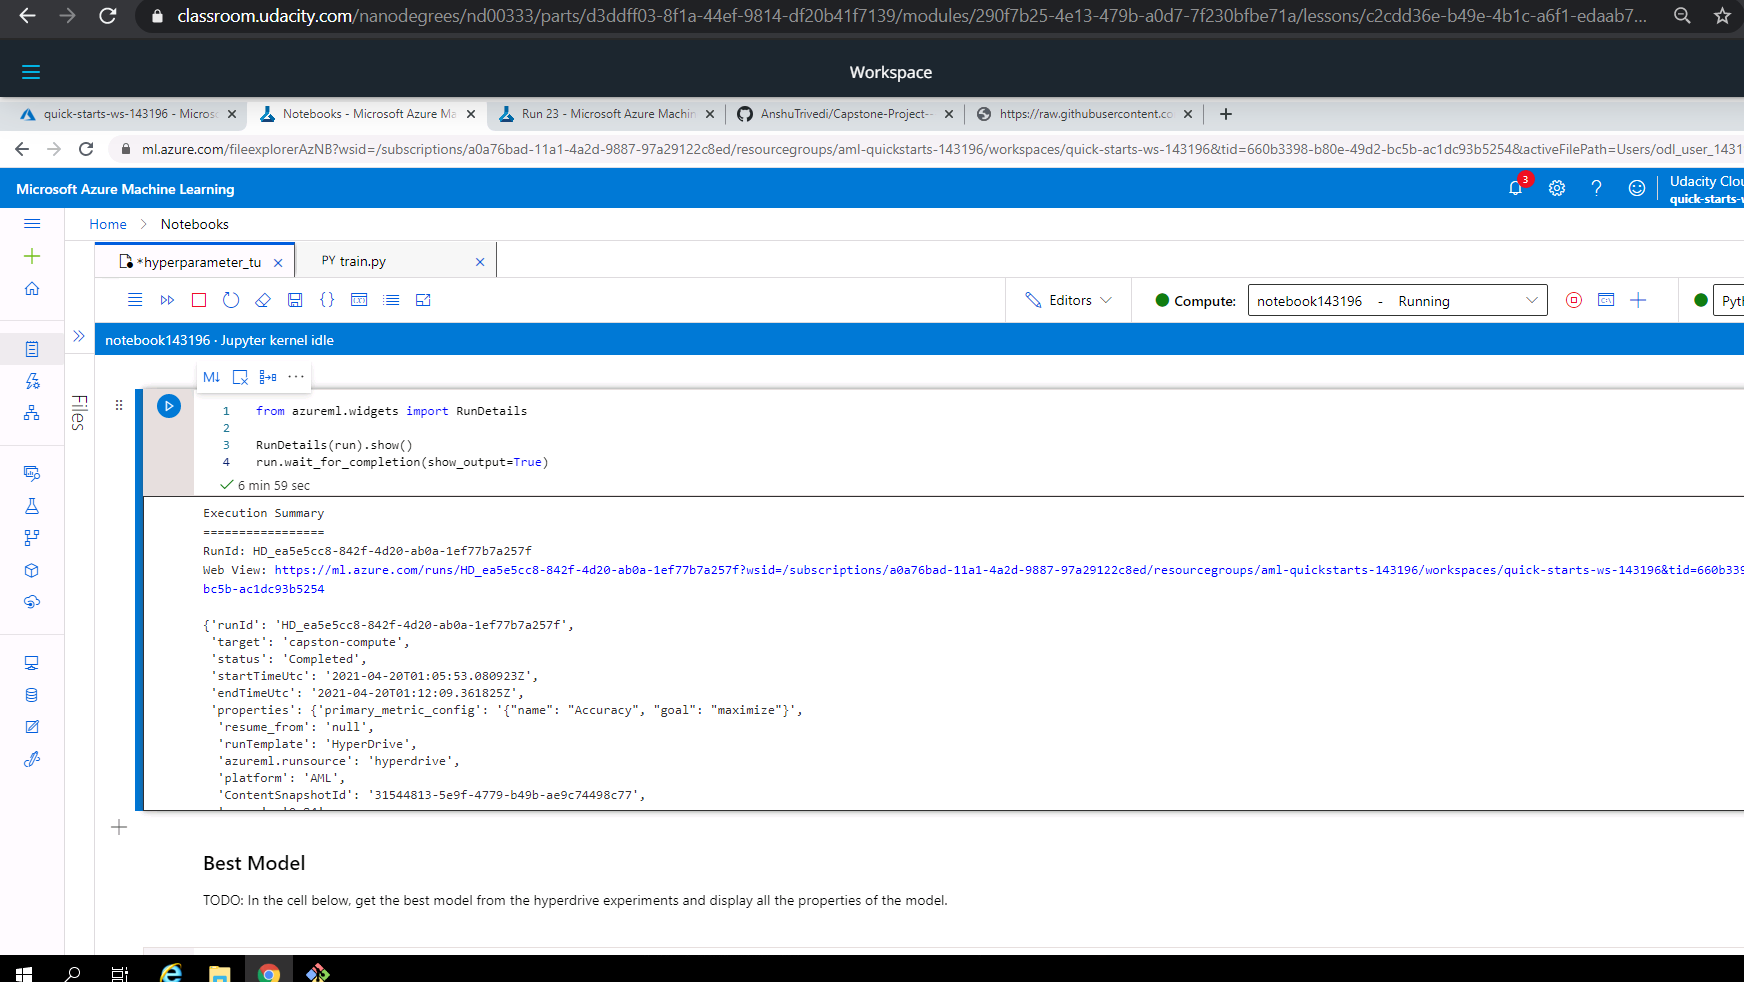 classroom.udacity.com/nanodegrees/nd00333/parts/d3ddff03-8f1a-44ef-9814-df20b41f7139/modules/290f7b25-4e13-479b-a0d7-7f230bfbe71a/lessons/c2cdd36e-b49e-4b1c-a6f1-edaab7...
Workspace
quick-starts-ws-143196 - Micros
Notebooks - Microsoft Azure Ma
Run 23 - Microsoft Azure Machin
AnshuTrivedi/Capstone-Project--
https://raw.githubusercontent.co
ml.azure.com/fileexplorerAzNB?wsid=/subscriptions/a0a76bad-11a1-4a2d-9887-97a29122c8ed/resourcegroups/aml-quickstarts-143196/workspaces/quick-starts-ws-143196&tid=660b3398-b80e-49d2-bc5b-ac1dc93b5254&activeFilePath=Users/odl_user_1431
Microsoft Azure Machine Learning
3
Udacity Clou
quick-starts-w
Home > Notebooks
*hyperparameter_tu
PY train.py
Editors
Compute:
notebook143196 - Running
Pyth
notebook143196 · Jupyter kernel idle
Files
M↓ ···
1 from azureml.widgets import RunDetails
2
3 RunDetails(run).show()
4 run.wait_for_completion(show_output=True)
6 min 59 sec
Execution Summary
=================
RunId: HD_ea5e5cc8-842f-4d20-ab0a-1ef77b7a257f
Web View: https://ml.azure.com/runs/HD_ea5e5cc8-842f-4d20-ab0a-1ef77b7a257f?wsid=/subscriptions/a0a76bad-11a1-4a2d-9887-97a29122c8ed/resourcegroups/aml-quickstarts-143196/workspaces/quick-starts-ws-143196&tid=660b339
bc5b-ac1dc93b5254
{'runId': 'HD_ea5e5cc8-842f-4d20-ab0a-1ef77b7a257f',
'target': 'capston-compute',
'status': 'Completed',
'startTimeUtc': '2021-04-20T01:05:53.080923Z',
'endTimeUtc': '2021-04-20T01:12:09.361825Z',
'properties': {'primary_metric_config': '{"name": "Accuracy", "goal": "maximize"}',
'resume_from': 'null',
'runTemplate': 'HyperDrive',
'azureml.runsource': 'hyperdrive',
'platform': 'AML',
'ContentSnapshotId': '31544813-5e9f-4779-b49b-ae9c74498c77',
Best Model
TODO: In the cell below, get the best model from the hyperdrive experiments and display all the properties of the model.